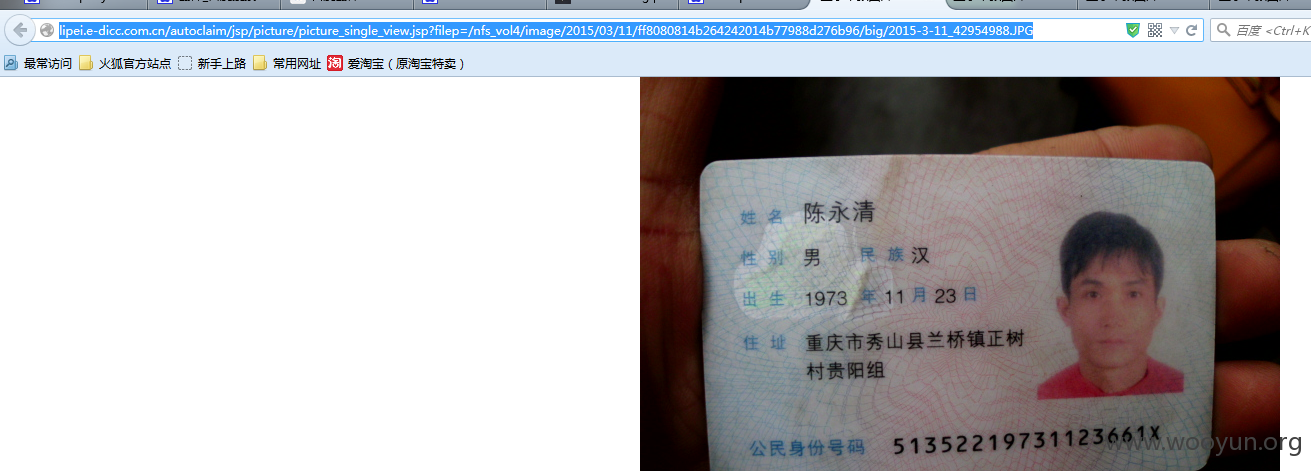 lipei.e-dicc.com.cn/autoclaim/jsp/picture/picture_single_view.jsp?filep=/nfs_vol4/image/2015/03/11/ff8080814b264242014b77988d276b96/big/2015-3-11_42954988.JPG
百度 <Ctrl+K
最常访问 火狐官方站点 新手上路 常用网址 淘 爱淘宝（原淘宝特卖）
姓名 陈永清
性别 男 民族 汉
出生 1973 年 11 月 23 日
住址 重庆市秀山县兰桥镇正树
村贵阳组
公民身份号码 51352219731123661X
www.wooyun.org